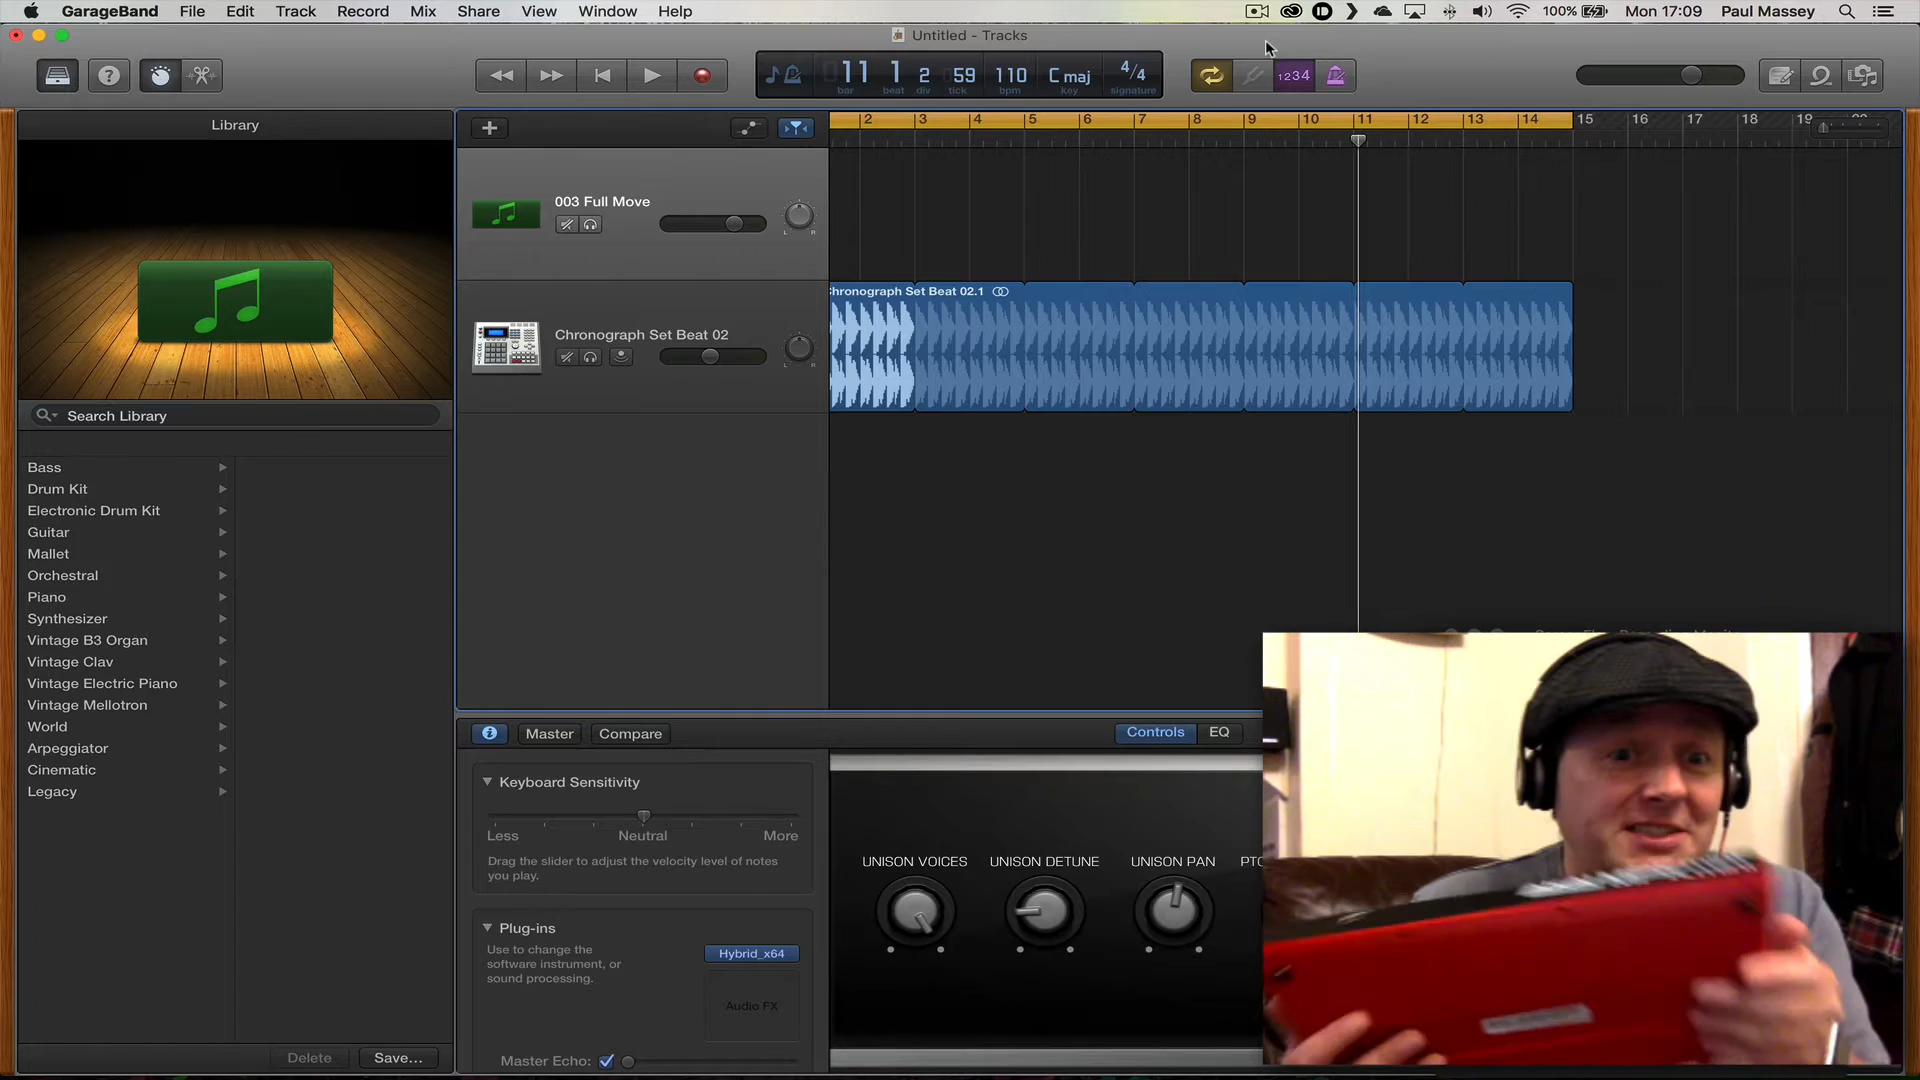 GarageBand File Edit Track Record Mix Share View Window Help 100% Mon 17:09 Paul Massey
Untitled - Tracks
11 1 2 59 110 C maj 4/4
bar beat div tick bpm key signature
1234
Library
2 3 4 5 6 7 8 9 10 11 12 13 14 15 16 17 18 19
003 Full Move
L R
Chronograph Set Beat 02.1
Chronograph Set Beat 02
L R
Search Library
Bass
Drum Kit
Electronic Drum Kit
Guitar
Mallet
Orchestral
Piano
Synthesizer
Vintage B3 Organ
Vintage Clav
Vintage Electric Piano
Vintage Mellotron
World
Arpeggiator
Cinematic
Legacy
Delete Save...
Master Compare Controls EQ
Keyboard Sensitivity
Less Neutral More
Drag the slider to adjust the velocity level of notes
you play.
Plug-ins
Use to change the
software instrument, or
sound processing.
Hybrid_x64
Audio FX
Master Echo:
UNISON VOICES UNISON DETUNE UNISON PAN